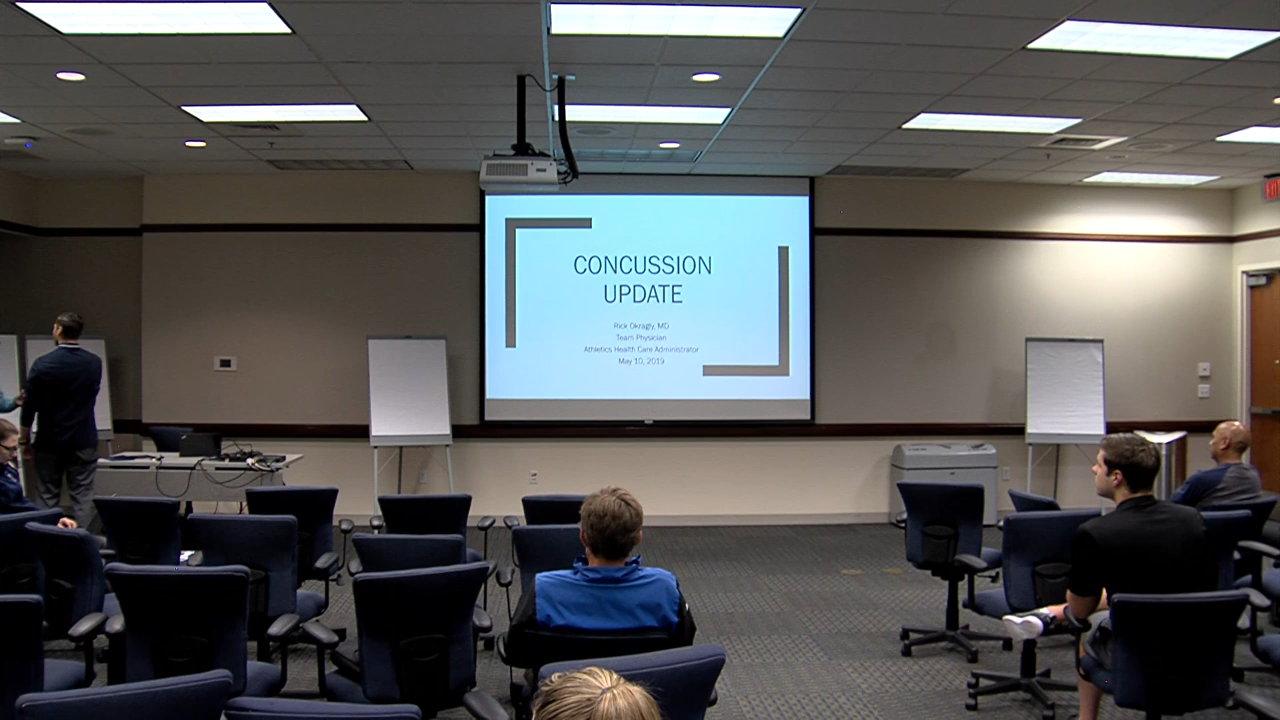 CONCUSSION
UPDATE
Rick Okragly, MD
Team Physician
Athletics Health Care Administrator
May 10, 2019